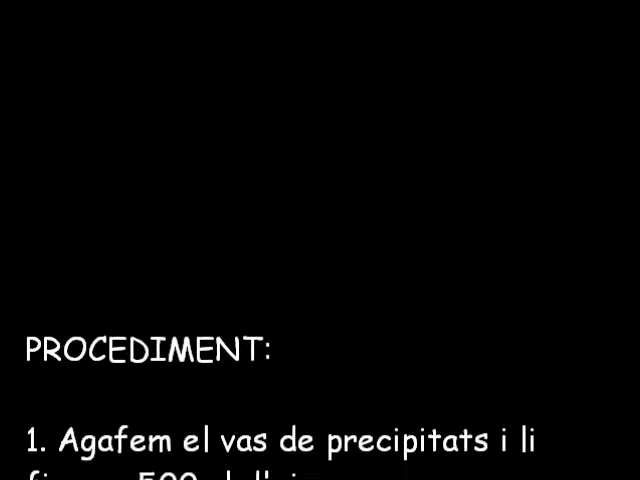 PROCEDIMENT:
1. Agafem el vas de precipitats i li